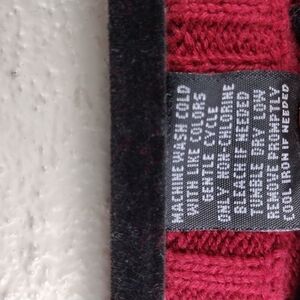 MACHINE WASH COLD
WITH LIKE COLORS
GENTLE CYCLE
ONLY NON-CHLORINE
BLEACH IF NEEDED
TUMBLE DRY LOW
REMOVE PROMPTLY
COOL IRON IF NEEDED